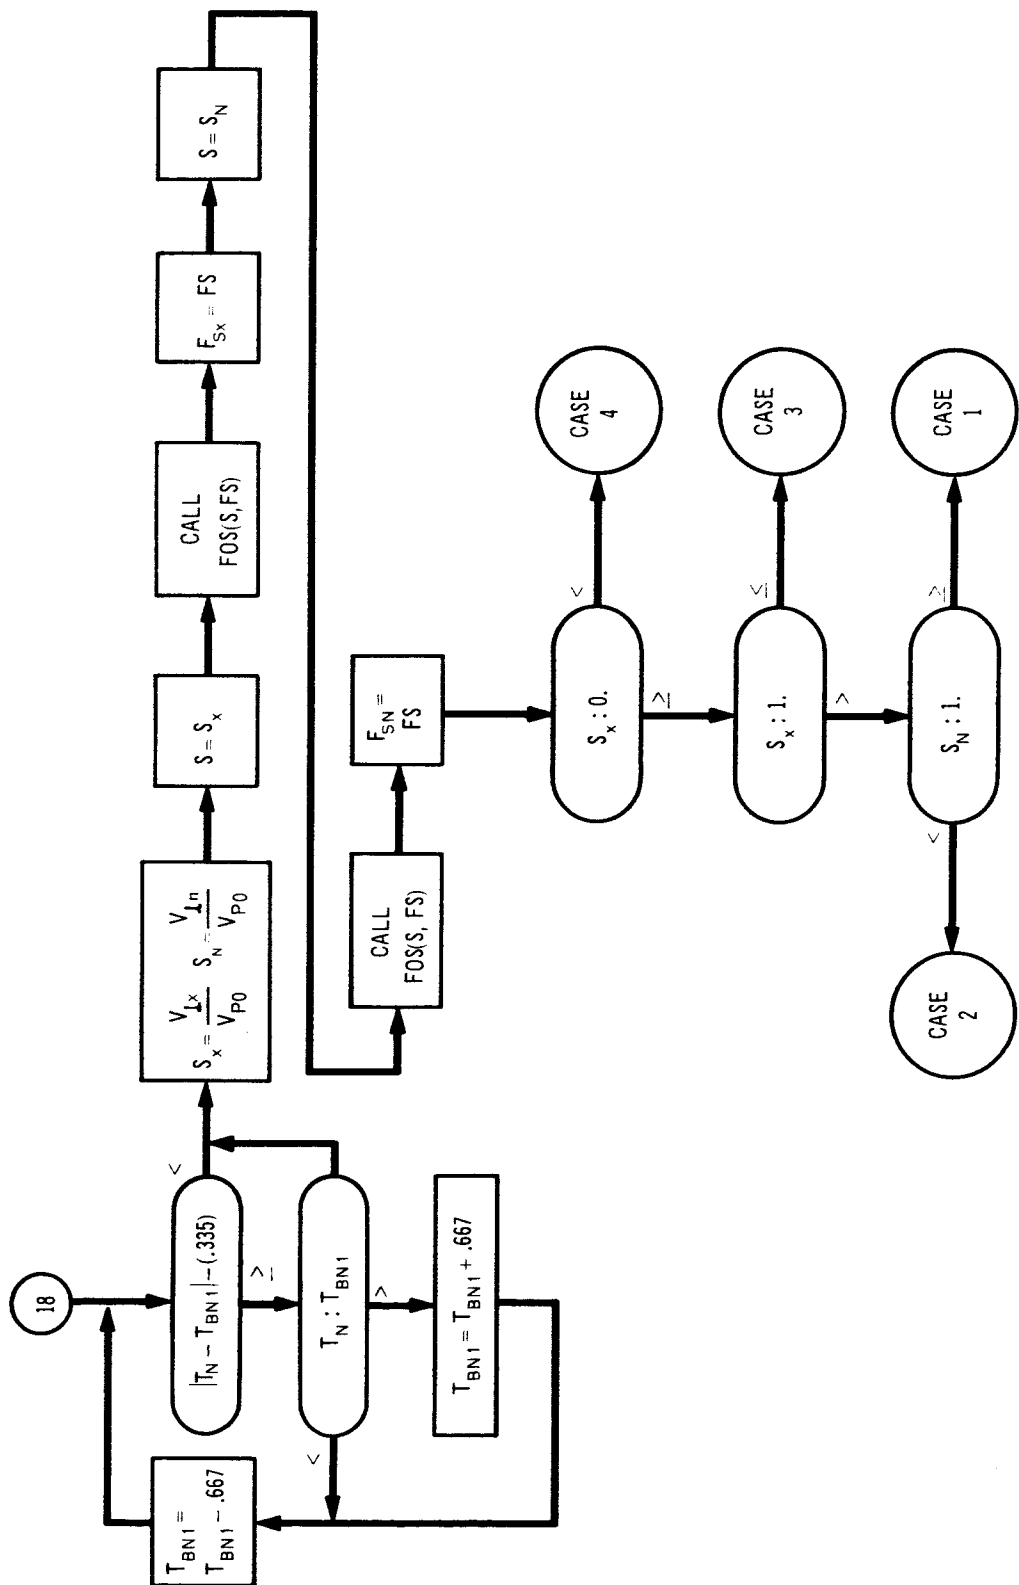 18
|T_N − T_BN1| − (.335)
<
≥
T_N : T_BN1
<
>
T_BN1 = T_BN1 + .667
T_BN1 =
T_BN1 − .667
S_x = V_⊥x / V_PO S_N = V_⊥n / V_PO
S = S_x
CALL
FOS(S,FS)
F_Sx = FS
S = S_N
CALL
FOS(S, FS)
F_SN =
FS
S_x : 0.
<
≥
CASE
4
S_x : 1.
≤
>
CASE
3
S_N : 1.
≥
<
CASE
1
CASE
2